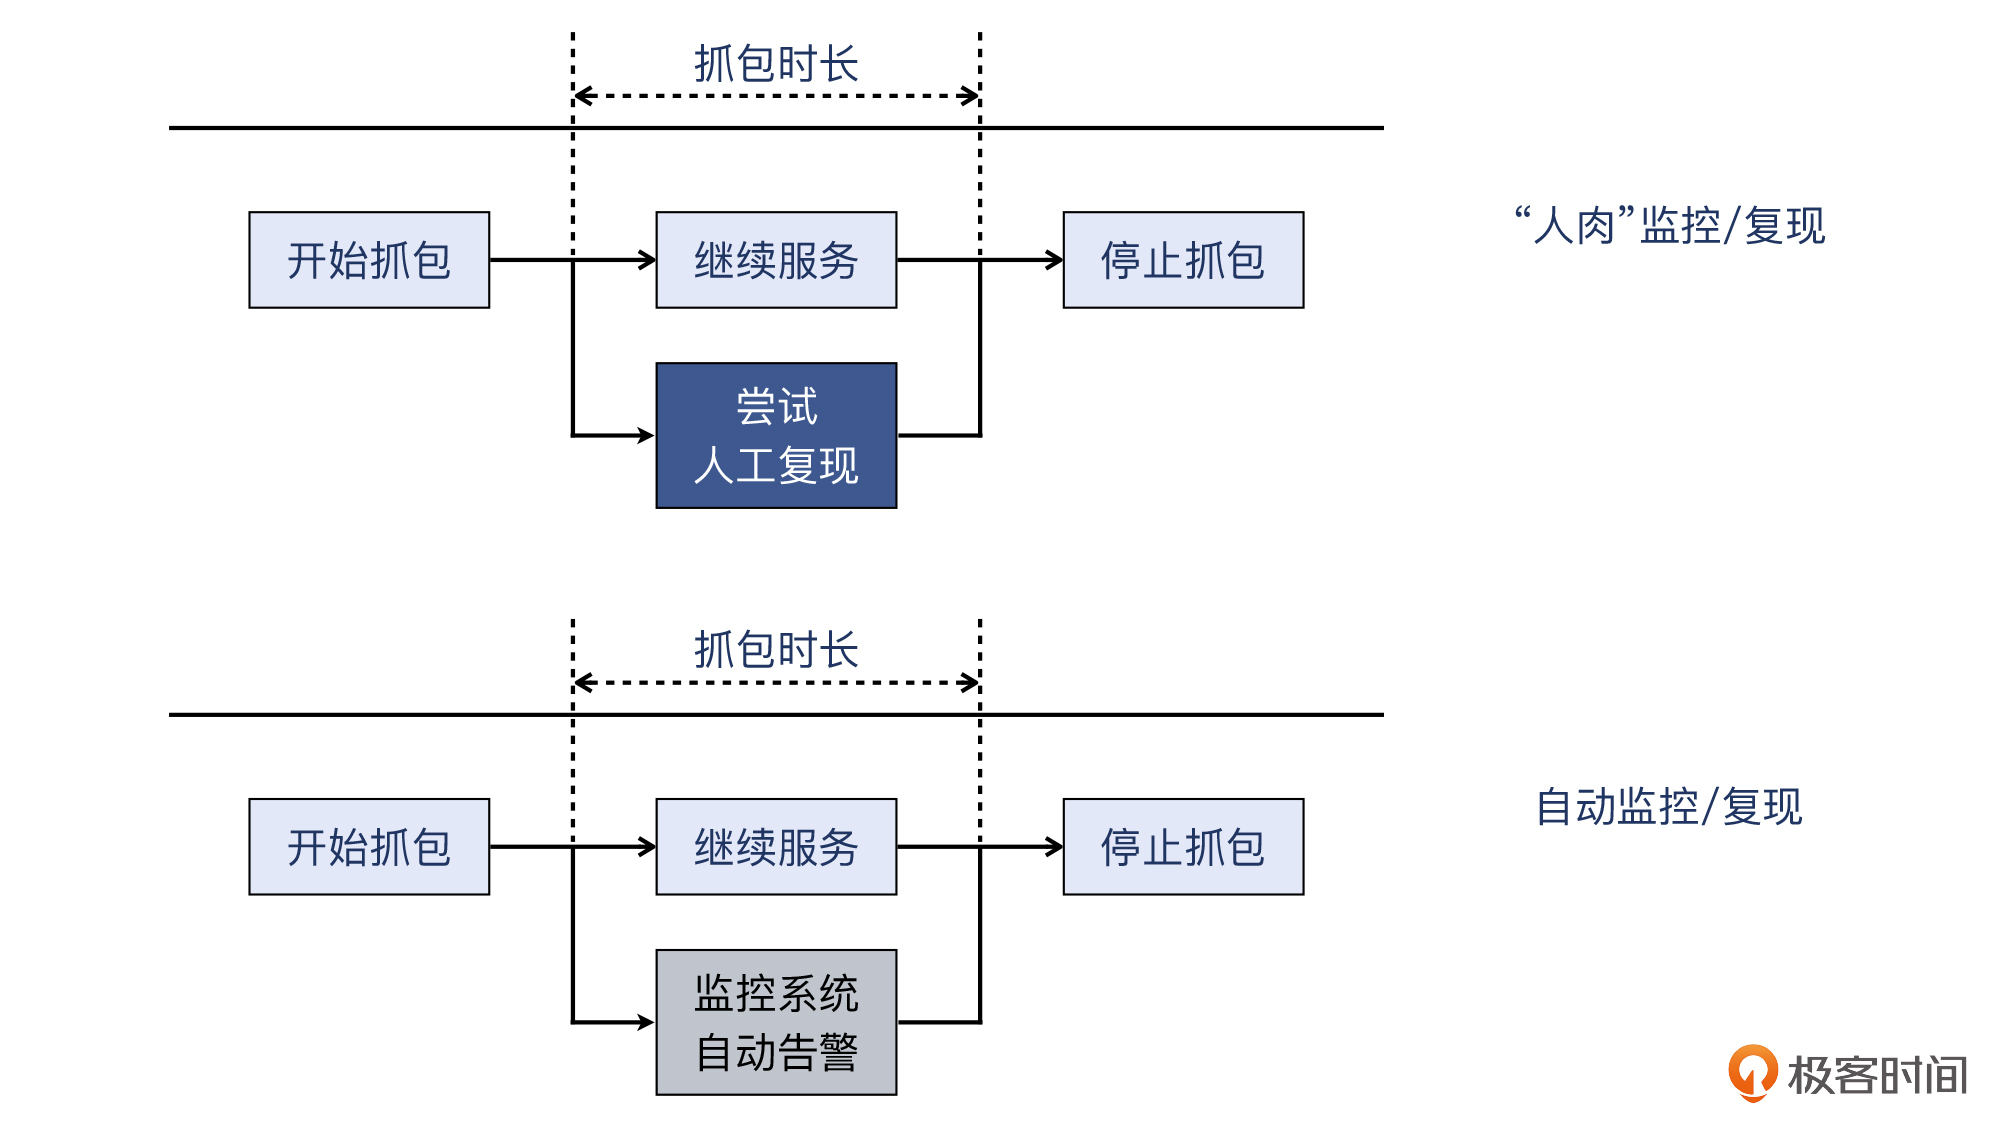 抓包时长
“人肉”监控/复现
开始抓包
继续服务
停止抓包
尝试
人工复现
抓包时长
自动监控/复现
开始抓包
继续服务
停止抓包
监控系统
自动告警
极客时间